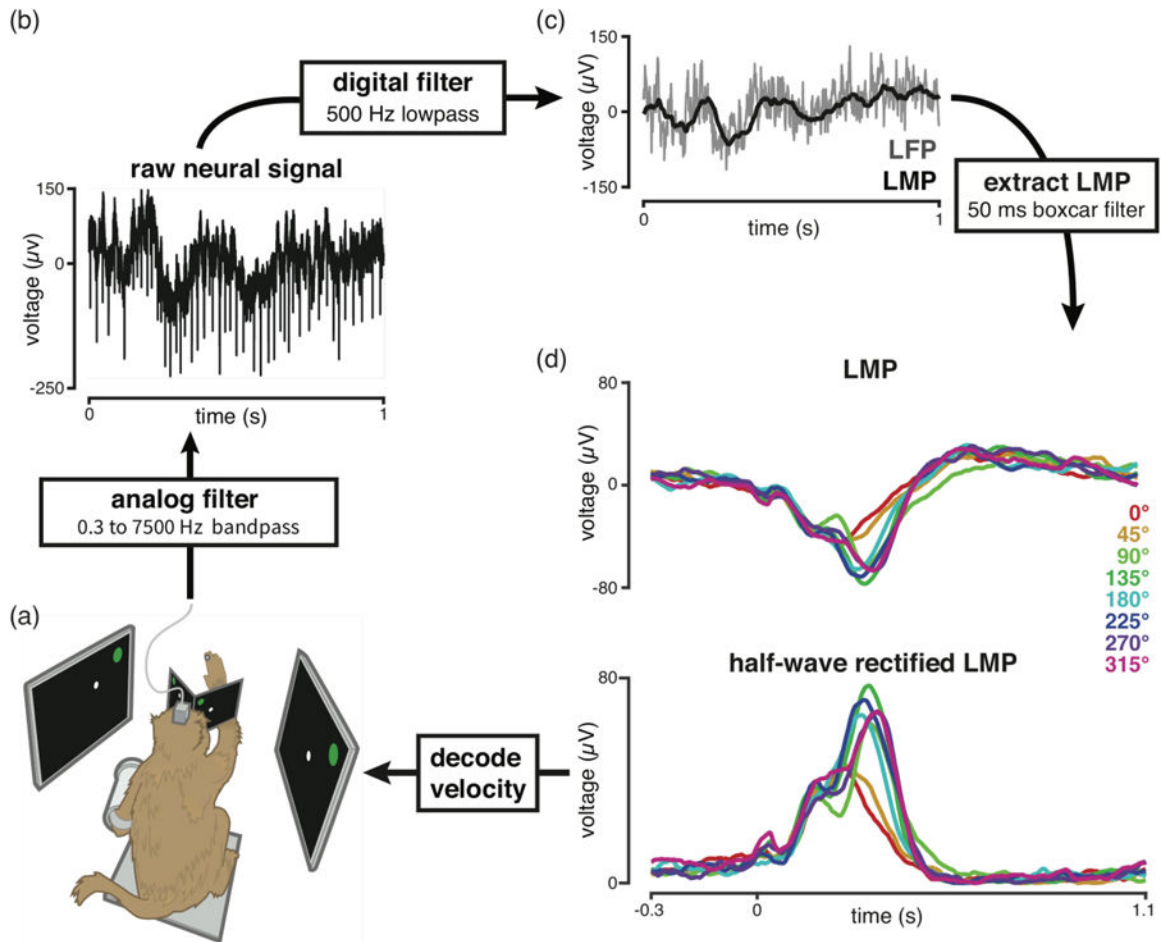 (b)
digital filter
500 Hz lowpass
(c)
150
0
-150
voltage (µV)
LFP
LMP
0
1
time (s)
extract LMP
50 ms boxcar filter
raw neural signal
150
0
-250
voltage (µv)
0
1
time (s)
analog filter
0.3 to 7500 Hz bandpass
(a)
(d)
LMP
80
0
-80
voltage (µV)
0°
45°
90°
135°
180°
225°
270°
315°
half-wave rectified LMP
80
0
voltage (µV)
-0.3
0
1.1
time (s)
decode
velocity